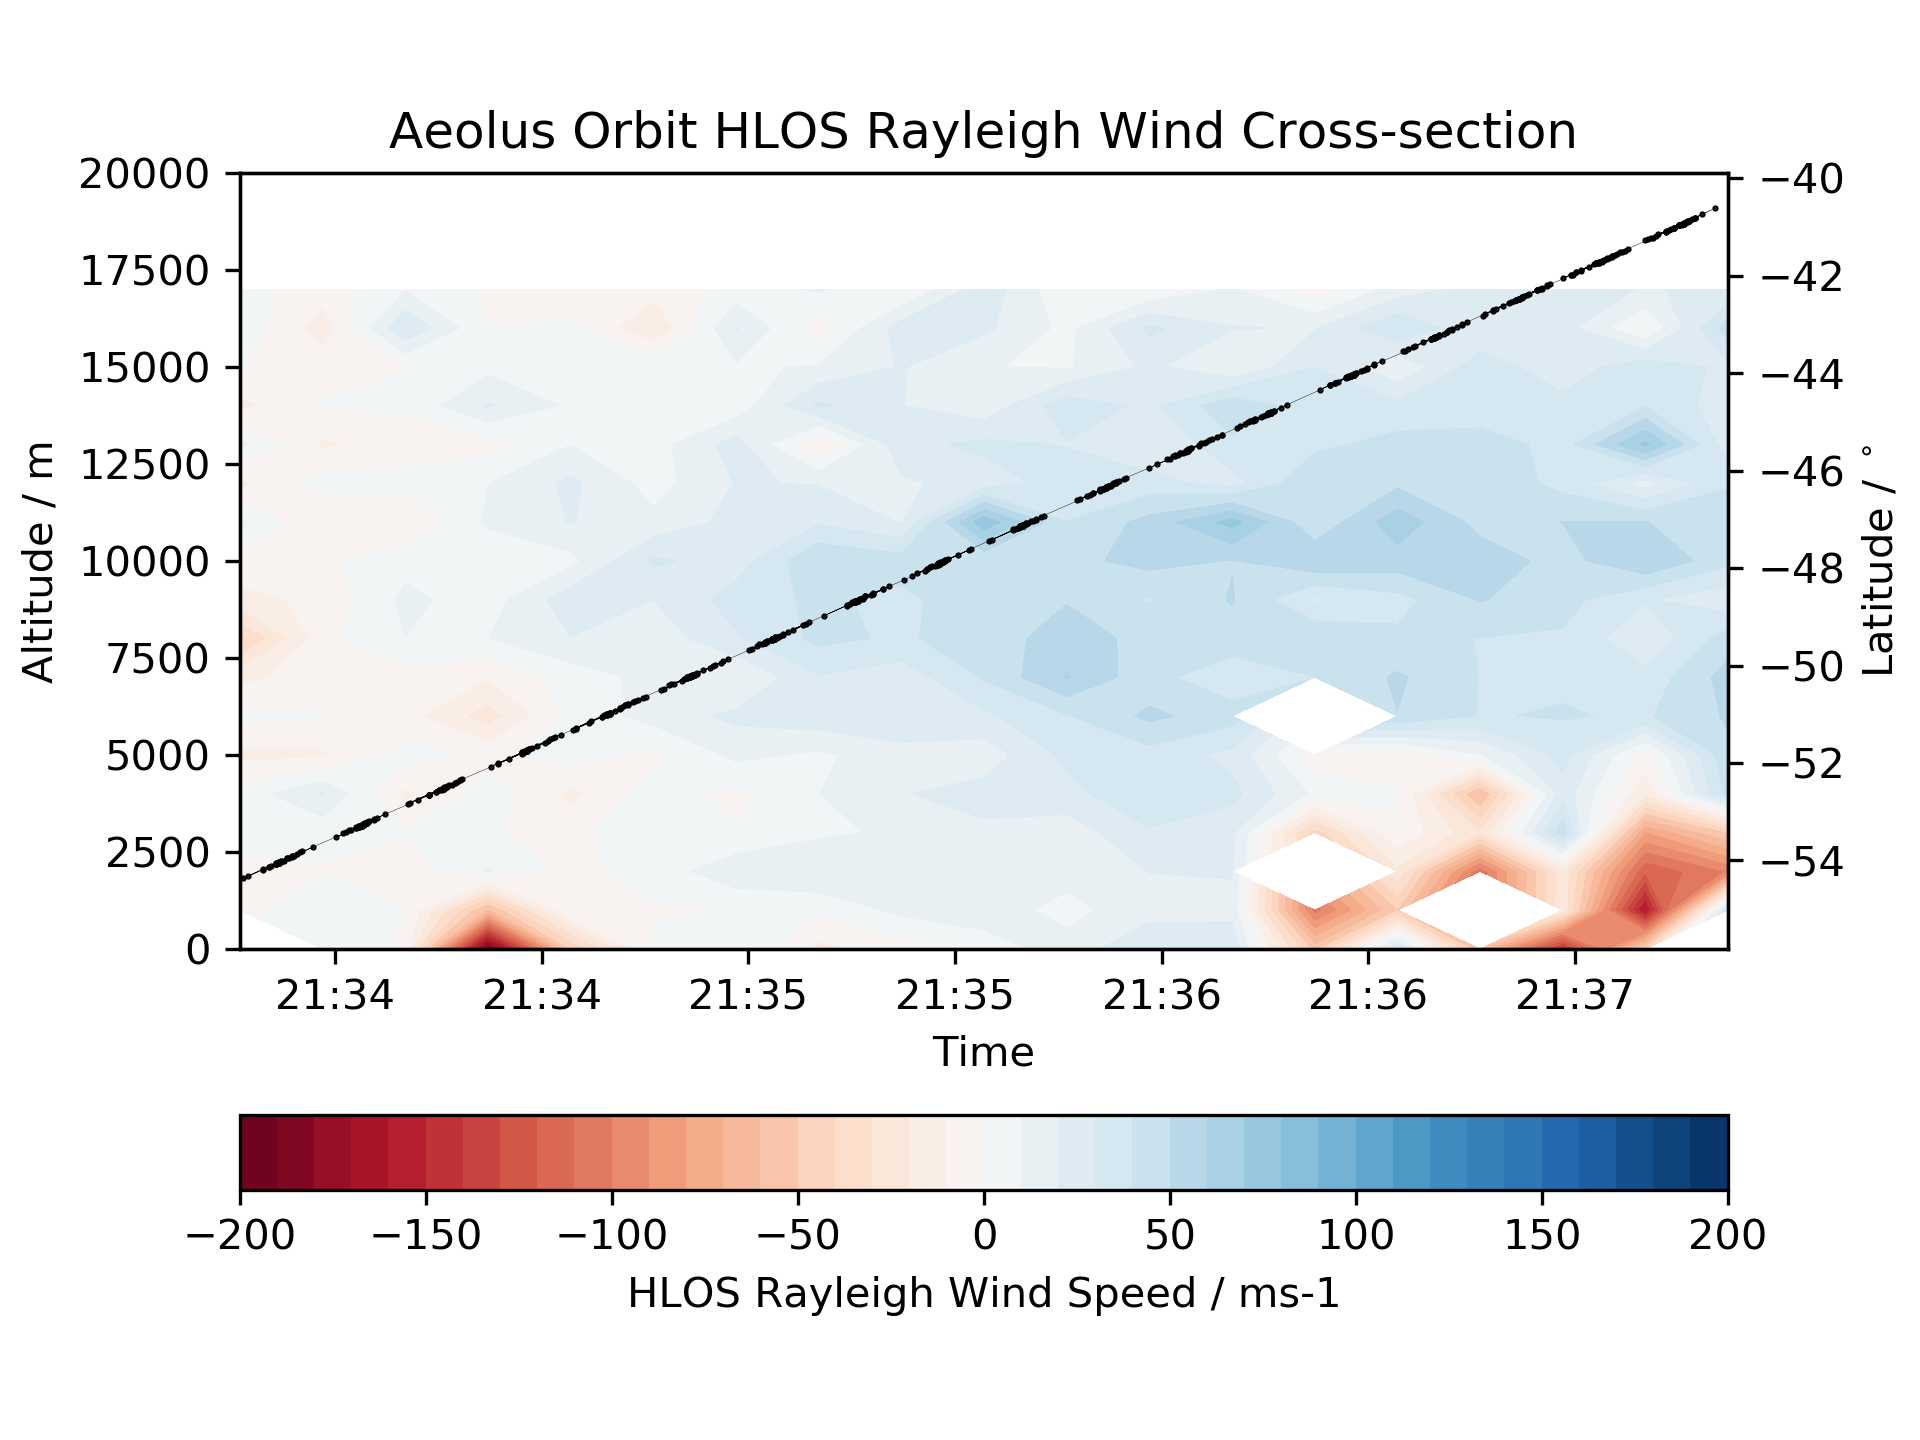 Aeolus Orbit HLOS Rayleigh Wind Cross-section
20000
17500
15000
12500
10000
7500
5000
2500
0
Altitude / m
−40
−42
−44
−46
−48
−50
−52
−54
Latitude / °
21:34 21:34 21:35 21:35 21:36 21:36 21:37
Time
−200 −150 −100 −50 0 50 100 150 200
HLOS Rayleigh Wind Speed / ms-1